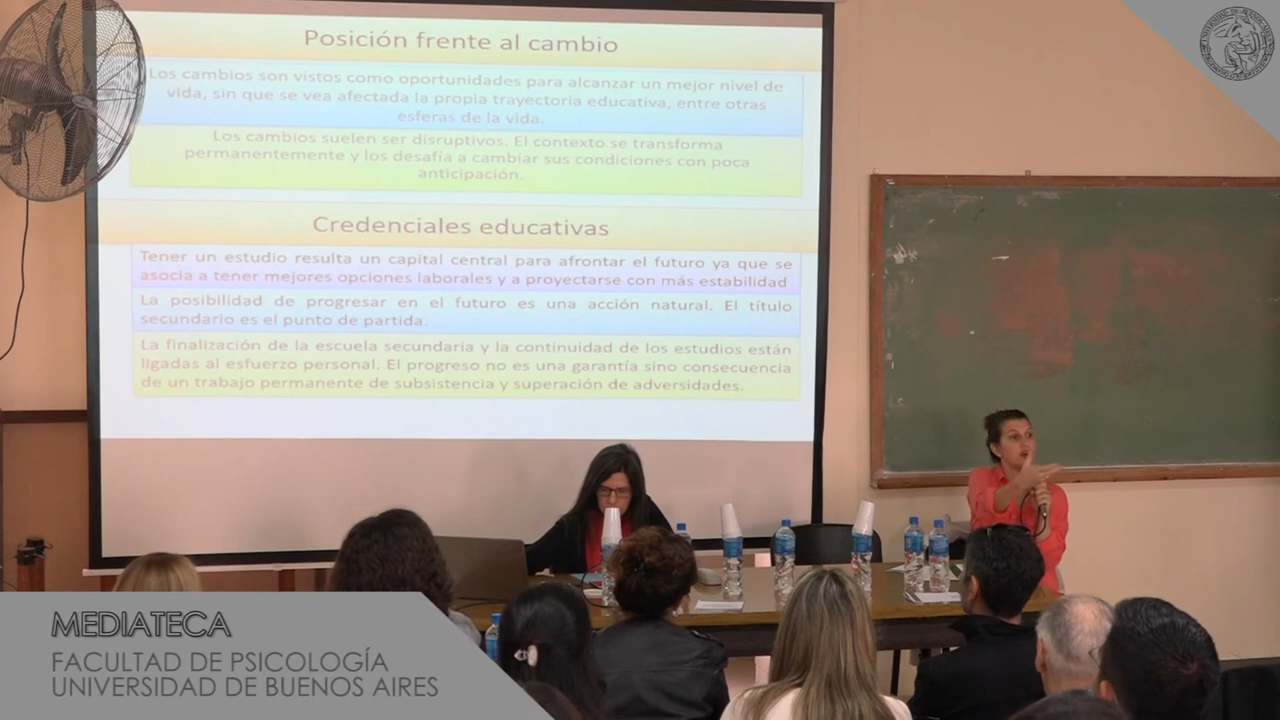 Posición frente al cambio
Los cambios son vistos como oportunidades para alcanzar un mejor nivel de
vida, sin que se vea afectada la propia trayectoria educativa, entre otras
esferas de la vida.
Los cambios suelen ser disruptivos. El contexto se transforma
permanentemente y los desafía a cambiar sus condiciones con poca
anticipación.
Credenciales educativas
Tener un estudio resulta un capital central para afrontar el futuro ya que se
asocia a tener mejores opciones laborales y a proyectarse con más estabilidad
La posibilidad de progresar en el futuro es una acción natural. El título
secundario es el punto de partida.
La finalización de la escuela secundaria y la continuidad de los estudios están
ligadas al esfuerzo personal. El progreso no es una garantía sino consecuencia
de un trabajo permanente de subsistencia y superación de adversidades.
MEDIATECA
FACULTAD DE PSICOLOGÍA
UNIVERSIDAD DE BUENOS AIRES